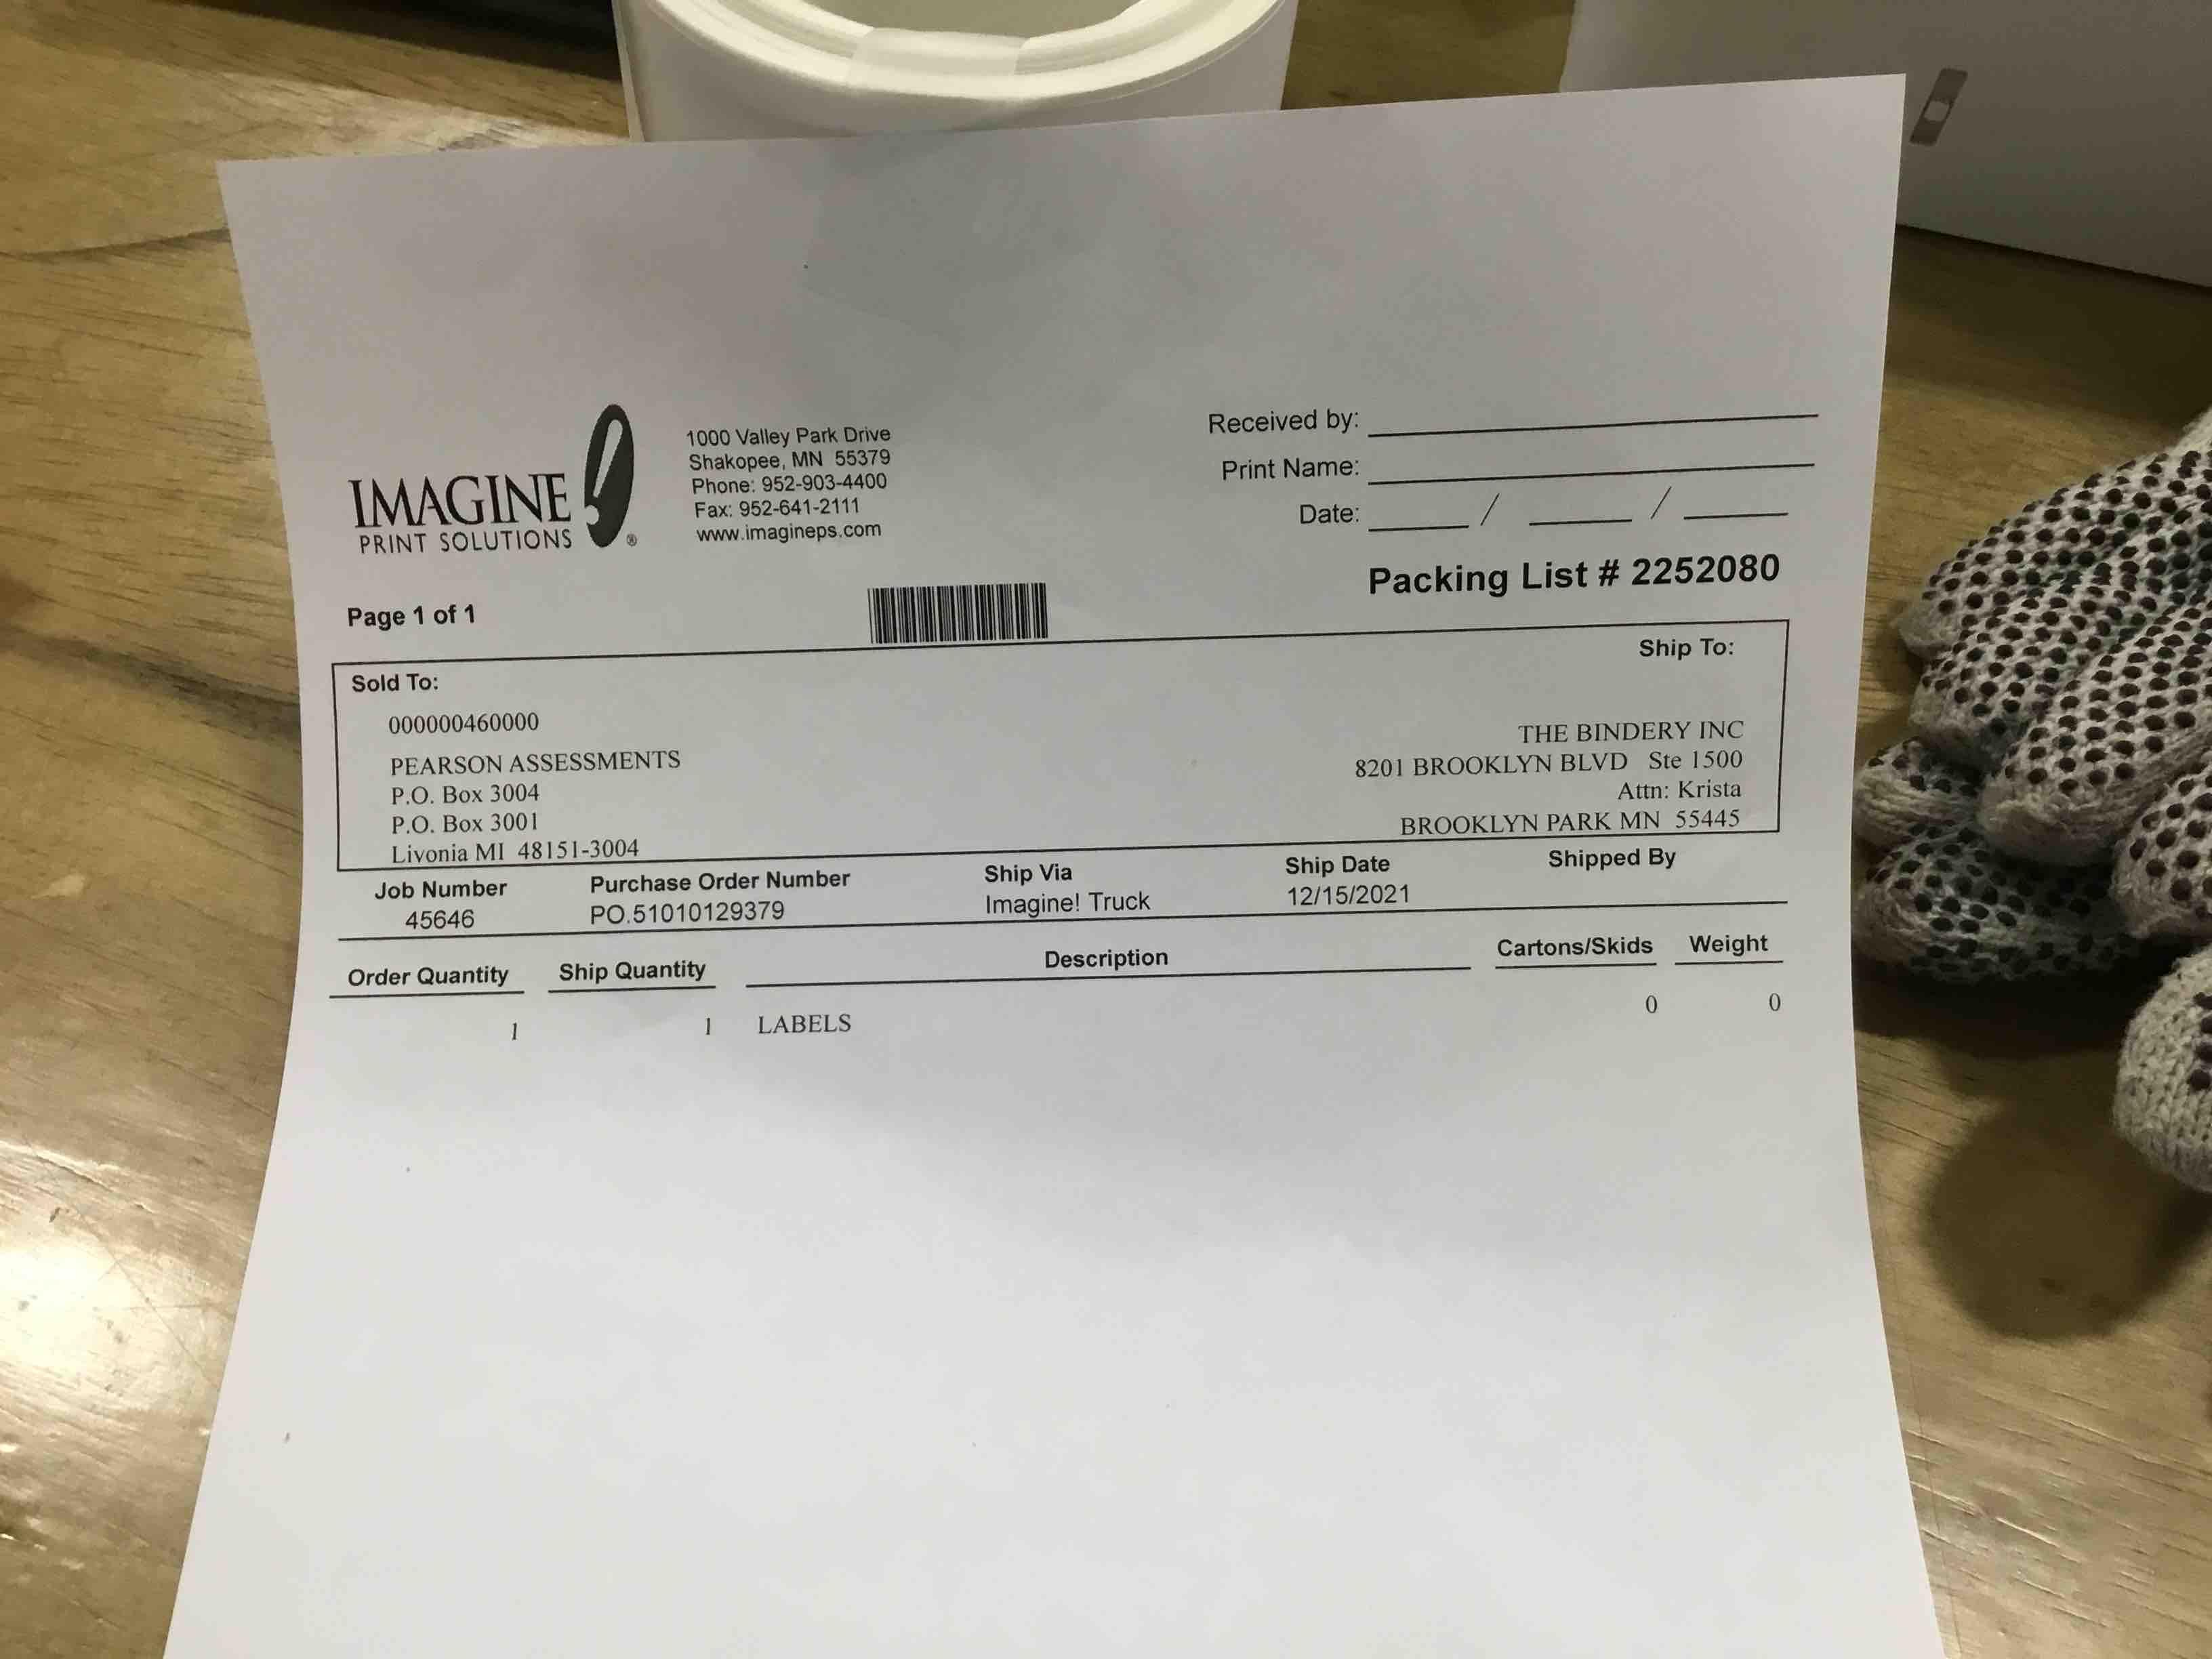 IMAGINE!
PRINT SOLUTIONS ®
1000 Valley Park Drive
Shakopee, MN 55379
Phone: 952-903-4400
Fax: 952-641-2111
www.imagineps.com
Received by:
Print Name:
Date: / /
Packing List # 2252080
Page 1 of 1
Sold To:
000000460000
PEARSON ASSESSMENTS
P.O. Box 3004
P.O. Box 3001
Livonia MI 48151-3004
Ship To:
THE BINDERY INC
8201 BROOKLYN BLVD Ste 1500
Attn: Krista
BROOKLYN PARK MN 55445
Job Number Purchase Order Number Ship Via Ship Date Shipped By
45646 PO.51010129379 Imagine! Truck 12/15/2021
Order Quantity Ship Quantity Description Cartons/Skids Weight
1 1 LABELS 0 0